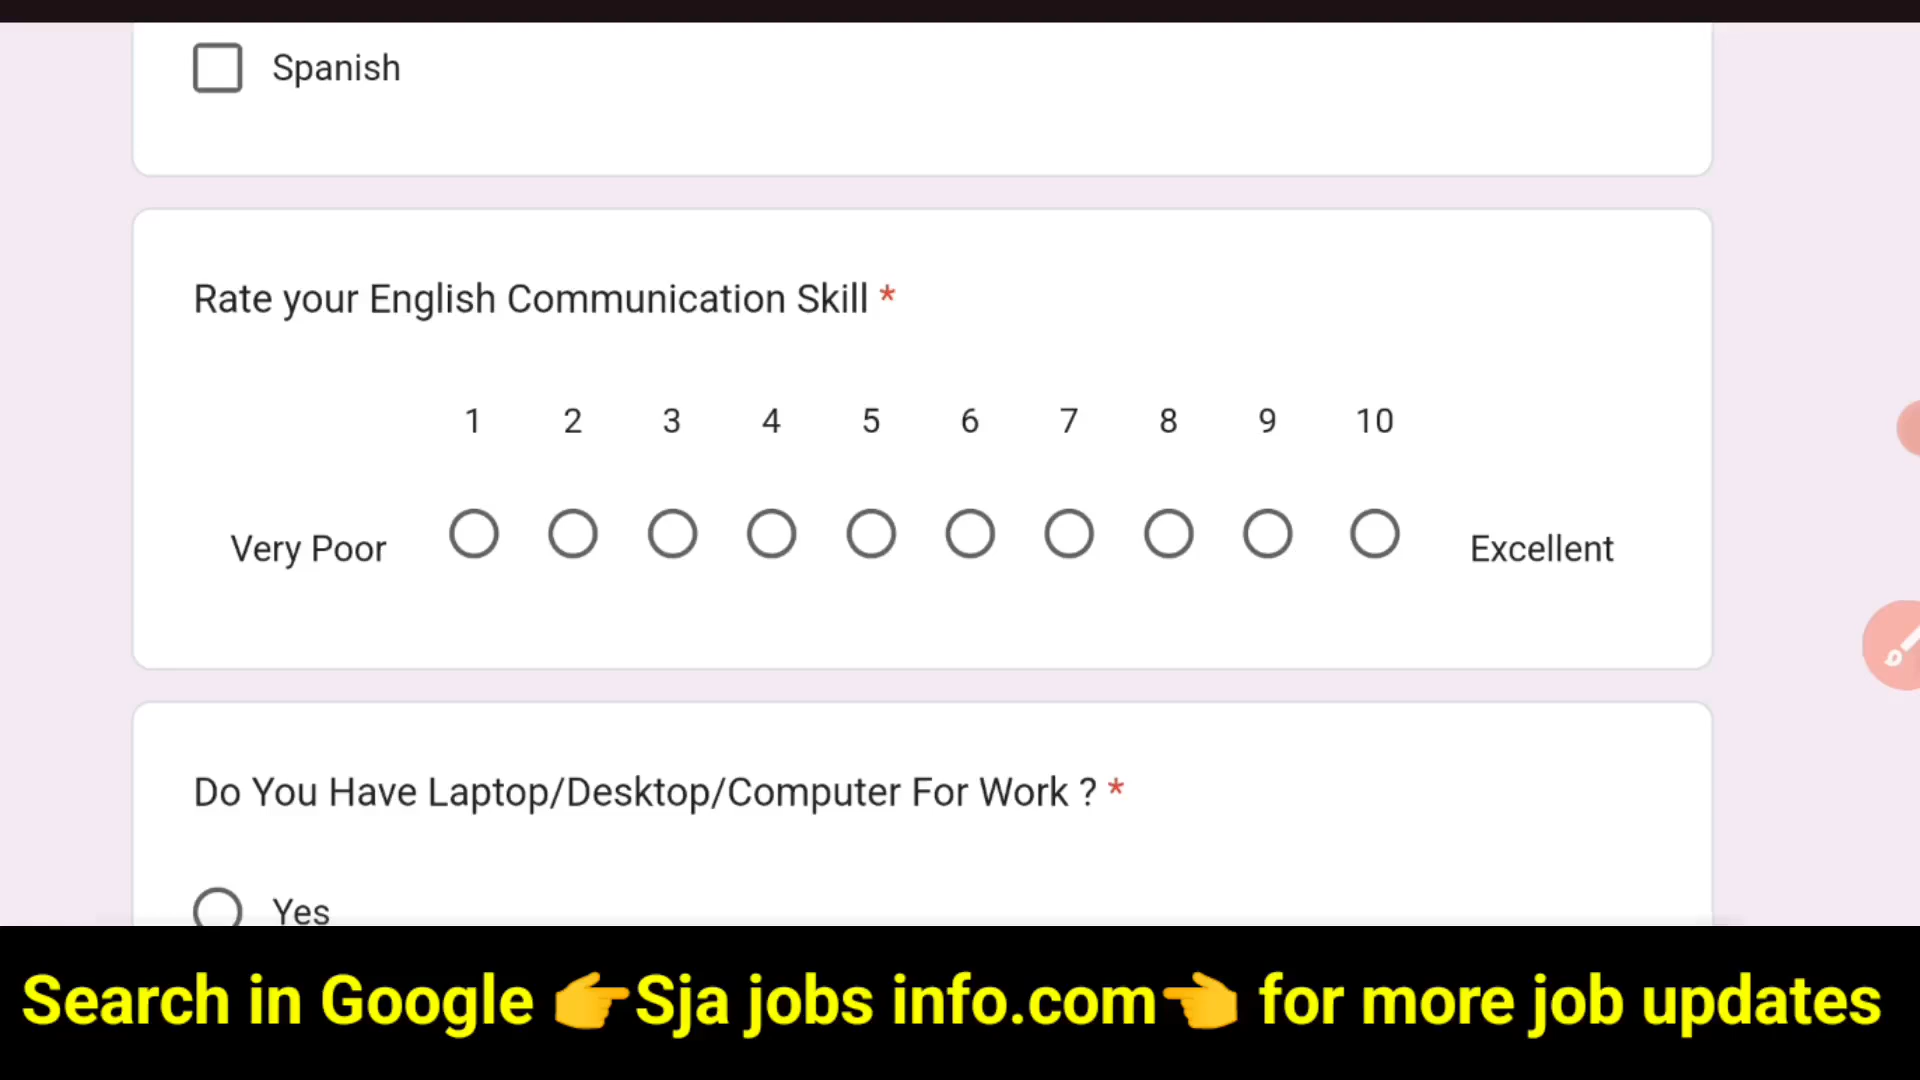 Spanish
Rate your English Communication Skill *
1 2 3 4 5 6 7 8 9 10
Very Poor Excellent
Do You Have Laptop/Desktop/Computer For Work ? *
Yes
Search in Google 👉Sja jobs info.com👈 for more job updates